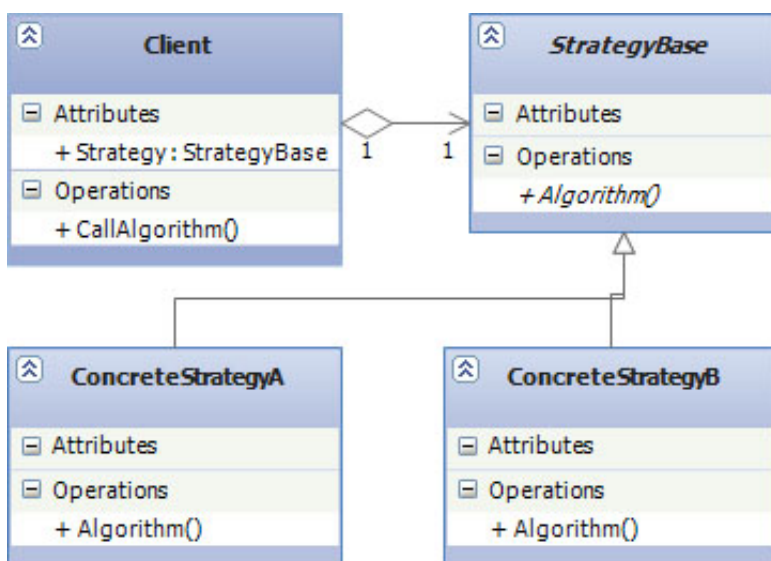 Client
Attributes
+ Strategy : StrategyBase
Operations
+ CallAlgorithm()
1
1
StrategyBase
Attributes
Operations
+ Algorithm()
ConcreteStrategyA
Attributes
Operations
+ Algorithm()
ConcreteStrategyB
Attributes
Operations
+ Algorithm()